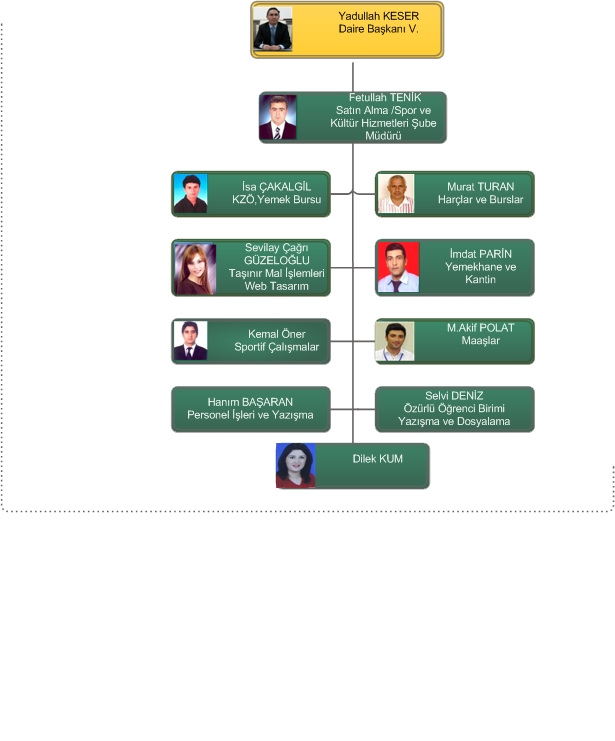 Yadullah KESER
Daire Başkanı V.
Fetullah TENİK
Satın Alma /Spor ve
Kültür Hizmetleri Şube
Müdürü
İsa ÇAKALGİL
KZÖ,Yemek Bursu
Murat TURAN
Harçlar ve Burslar
Sevilay Çağrı
GÜZELOĞLU
Taşınır Mal İşlemleri
Web Tasarım
İmdat PARİN
Yemekhane ve
Kantin
Kemal Öner
Sportif Çalışmalar
M.Akif POLAT
Maaşlar
Hanım BAŞARAN
Personel İşleri ve Yazışma
Selvi DENİZ
Özürlü Öğrenci Birimi
Yazışma ve Dosyalama
Dilek KUM